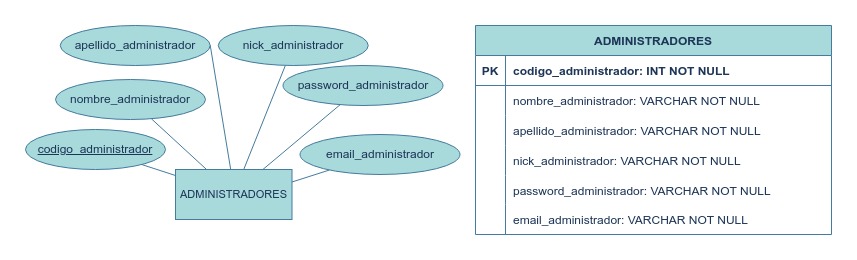 apellido_administrador
nick_administrador
nombre_administrador
password_administrador
codigo_administrador
email_administrador
ADMINISTRADORES
ADMINISTRADORES
PK codigo_administrador: INT NOT NULL
nombre_administrador: VARCHAR NOT NULL
apellido_administrador: VARCHAR NOT NULL
nick_administrador: VARCHAR NOT NULL
password_administrador: VARCHAR NOT NULL
email_administrador: VARCHAR NOT NULL